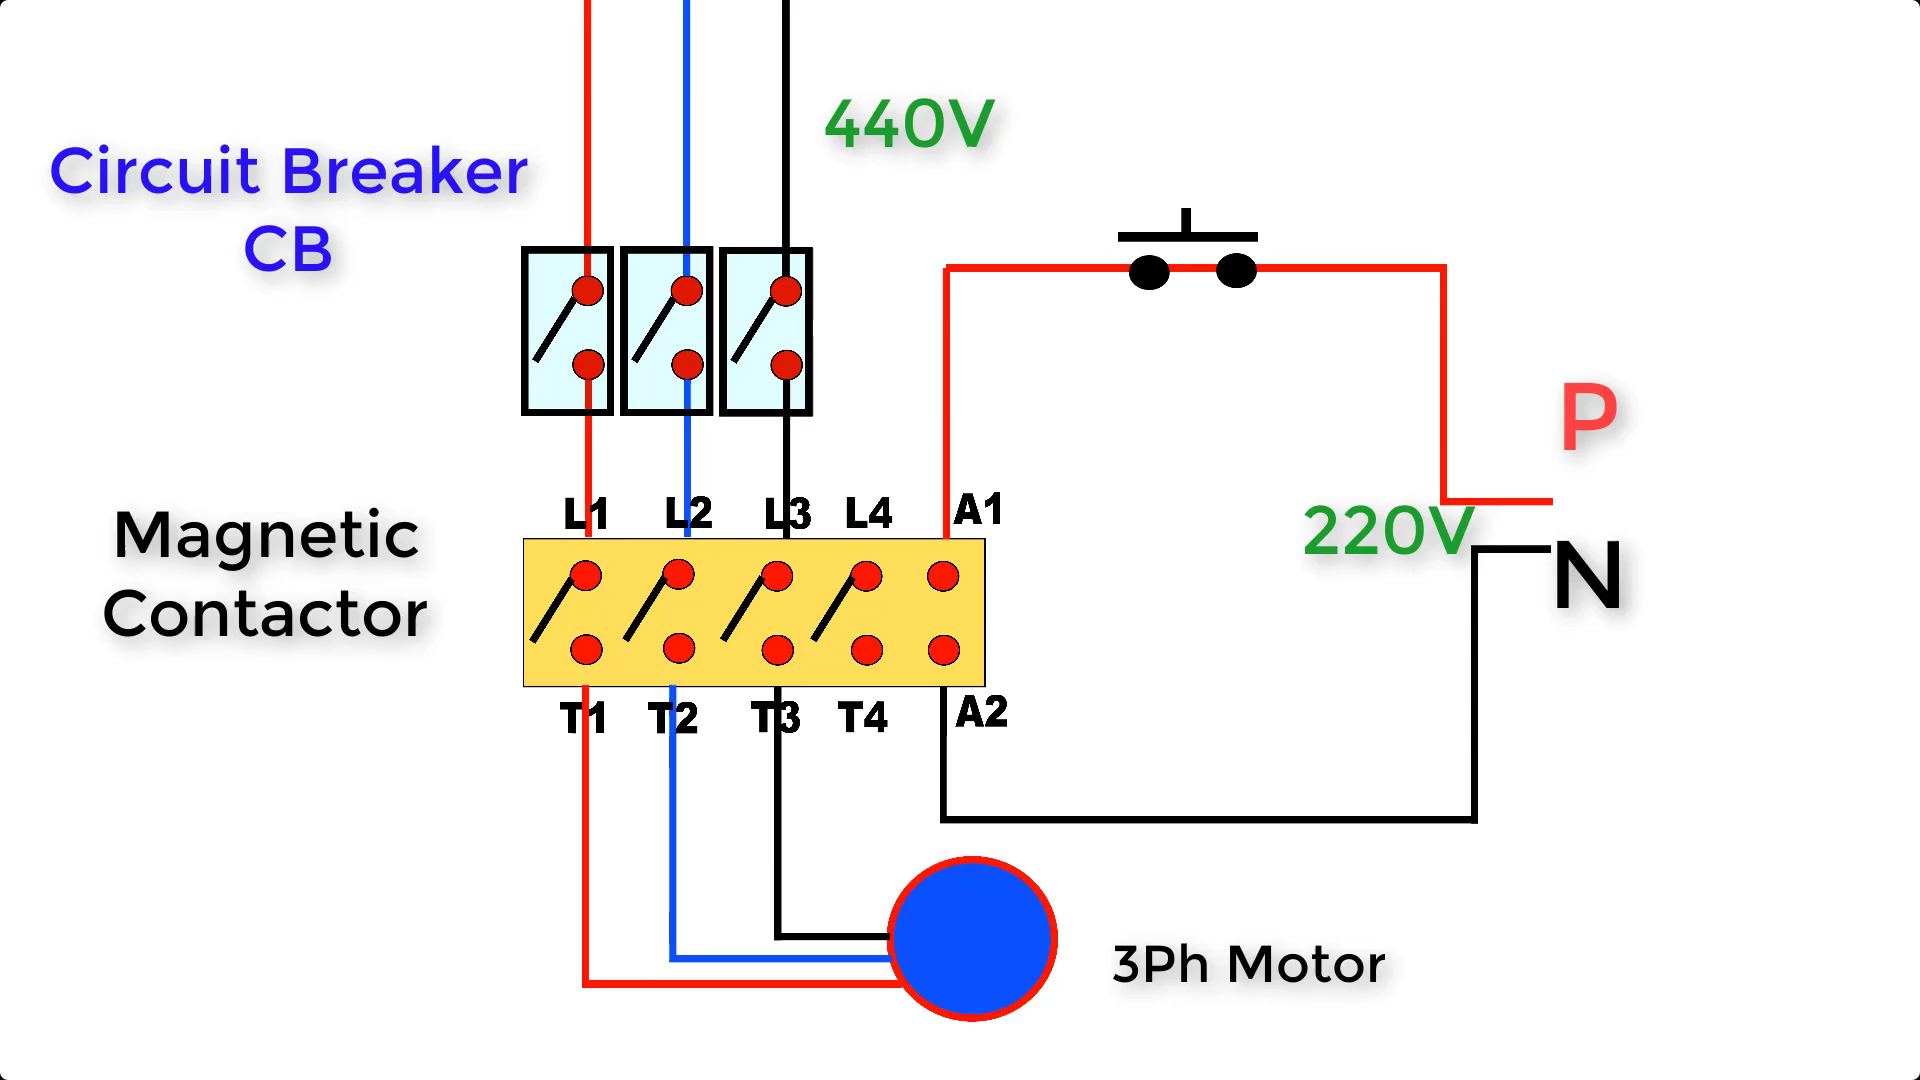 440V
Circuit Breaker
CB
P
220V
N
Magnetic
Contactor
L1 L2 L3 L4 A1
T1 T2 T3 T4 A2
3Ph Motor